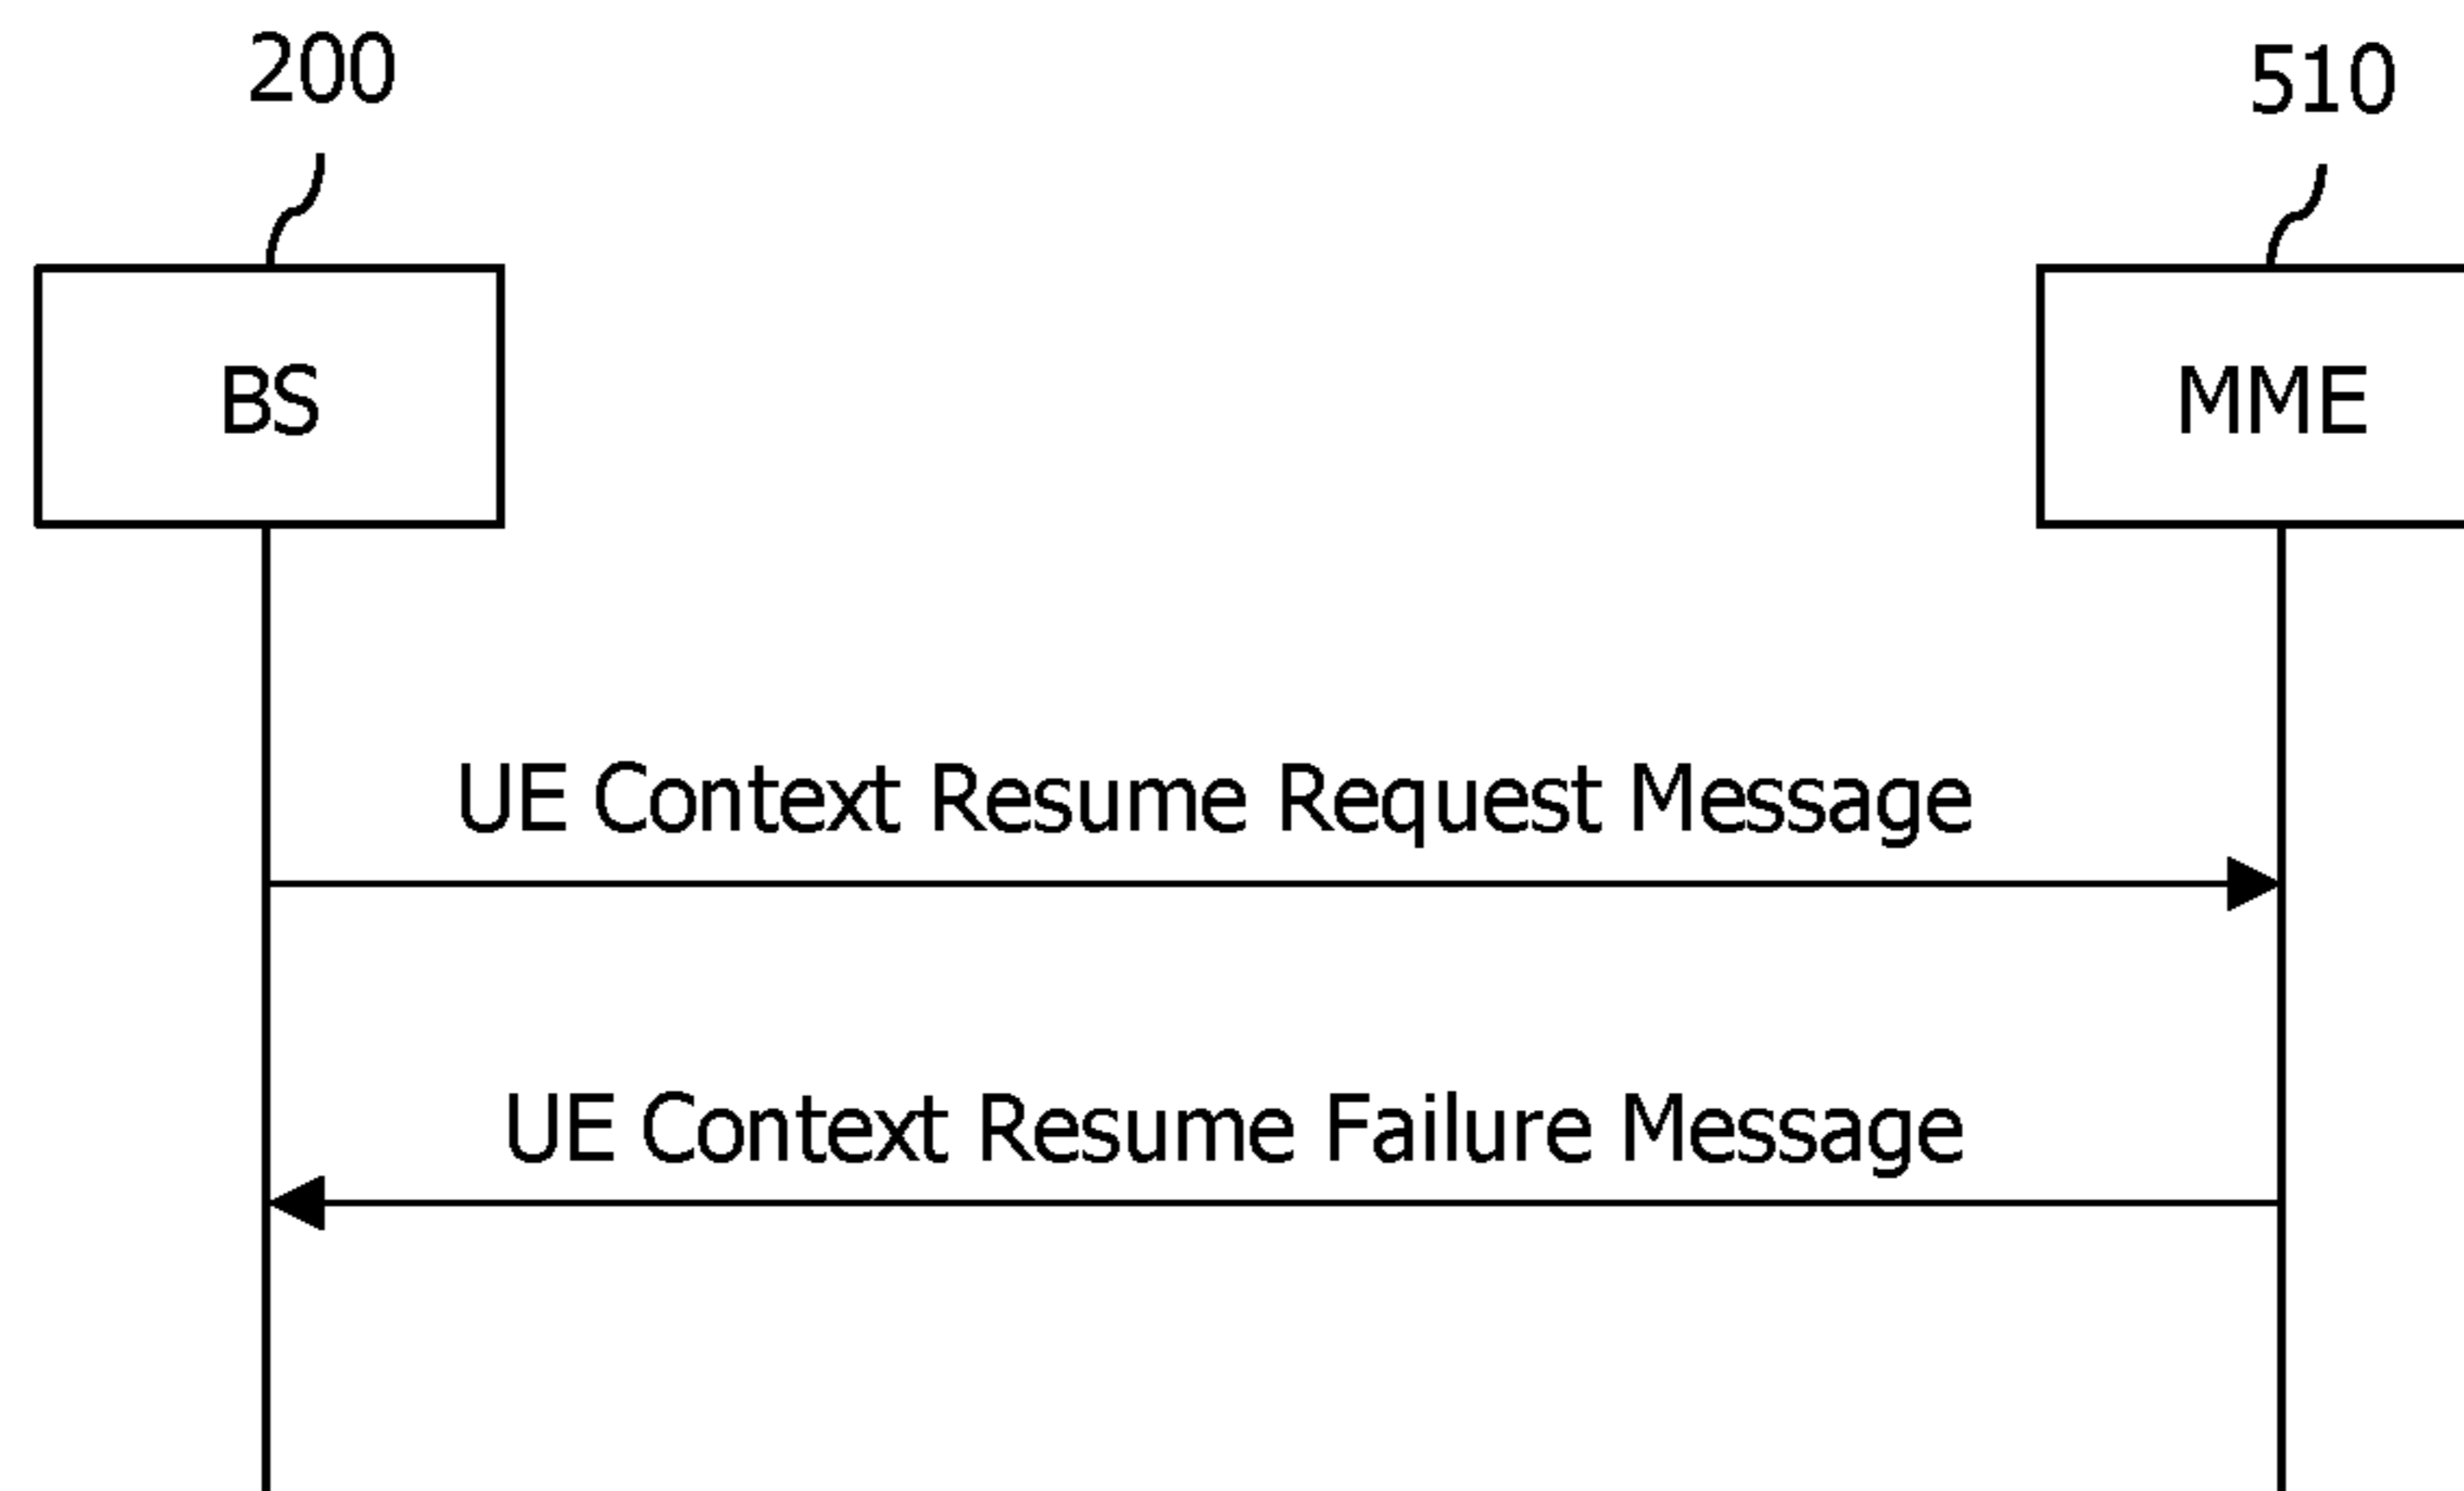 200
510
BS
MME
UE Context Resume Request Message
UE Context Resume Failure Message